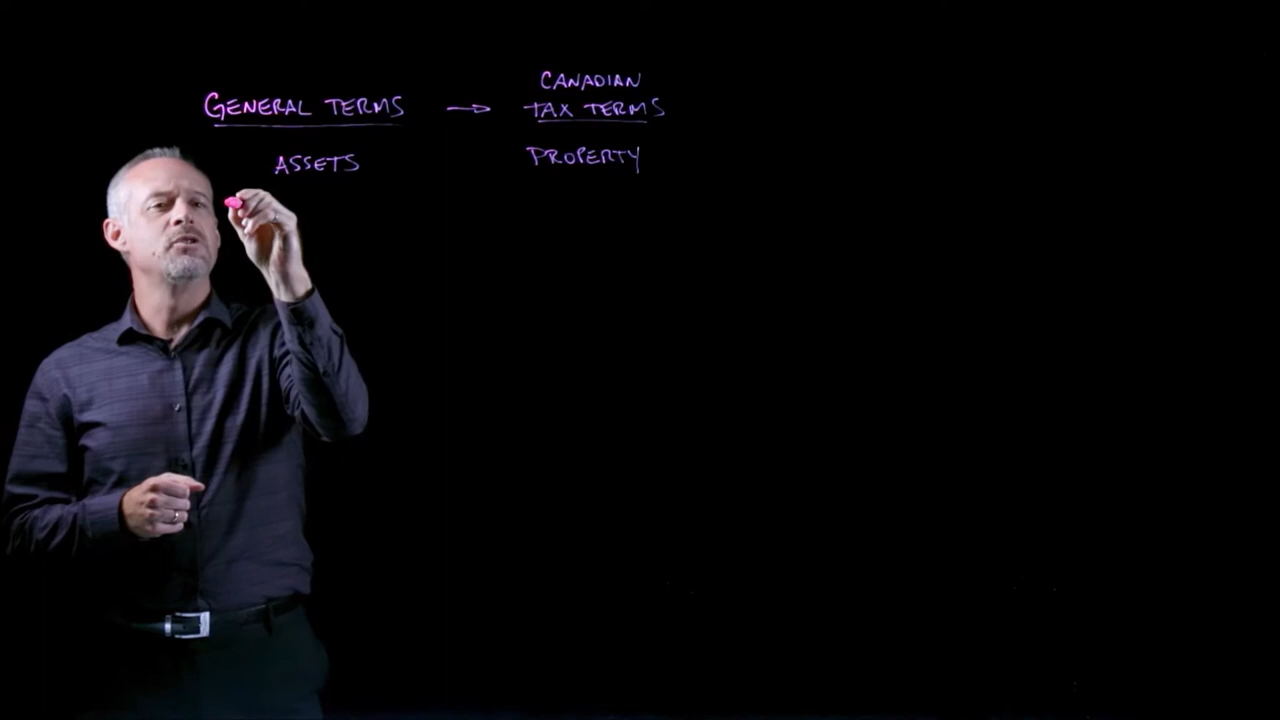 GENERAL TERMS → CANADIAN
TAX TERMS
ASSETS PROPERTY